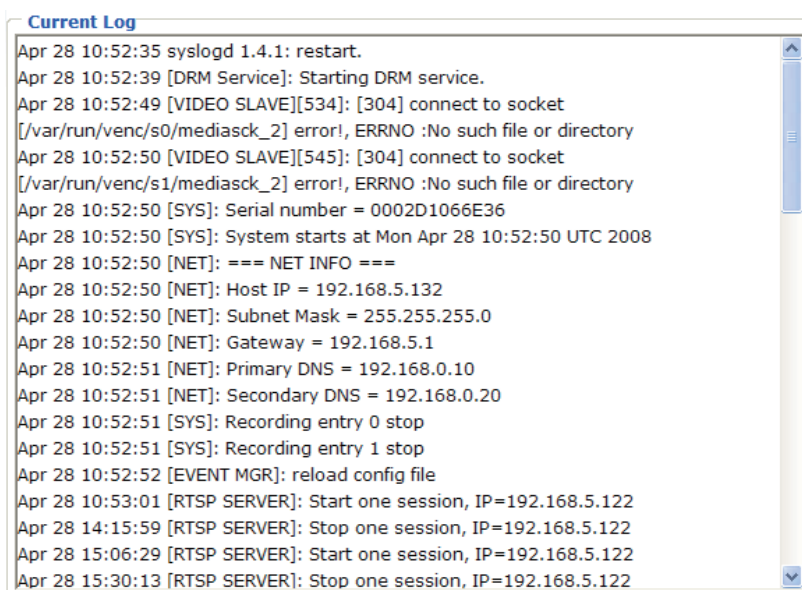 Current Log
Apr 28 10:52:35 syslogd 1.4.1: restart.
Apr 28 10:52:39 [DRM Service]: Starting DRM service.
Apr 28 10:52:49 [VIDEO SLAVE][534]: [304] connect to socket
[/var/run/venc/s0/mediasck_2] error!, ERRNO :No such file or directory
Apr 28 10:52:50 [VIDEO SLAVE][545]: [304] connect to socket
[/var/run/venc/s1/mediasck_2] error!, ERRNO :No such file or directory
Apr 28 10:52:50 [SYS]: Serial number = 0002D1066E36
Apr 28 10:52:50 [SYS]: System starts at Mon Apr 28 10:52:50 UTC 2008
Apr 28 10:52:50 [NET]: === NET INFO ===
Apr 28 10:52:50 [NET]: Host IP = 192.168.5.132
Apr 28 10:52:50 [NET]: Subnet Mask = 255.255.255.0
Apr 28 10:52:50 [NET]: Gateway = 192.168.5.1
Apr 28 10:52:51 [NET]: Primary DNS = 192.168.0.10
Apr 28 10:52:51 [NET]: Secondary DNS = 192.168.0.20
Apr 28 10:52:51 [SYS]: Recording entry 0 stop
Apr 28 10:52:51 [SYS]: Recording entry 1 stop
Apr 28 10:52:52 [EVENT MGR]: reload config file
Apr 28 10:53:01 [RTSP SERVER]: Start one session, IP=192.168.5.122
Apr 28 14:15:59 [RTSP SERVER]: Stop one session, IP=192.168.5.122
Apr 28 15:06:29 [RTSP SERVER]: Start one session, IP=192.168.5.122
Apr 28 15:30:13 [RTSP SERVER]: Stop one session, IP=192.168.5.122